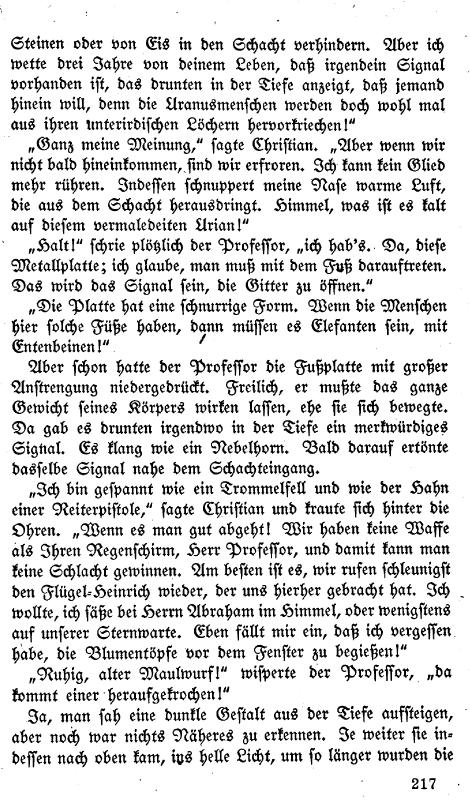 Steinen oder von Eis in den Schacht verhindern. Aber ich
wette drei Jahre von deinem Leben, daß irgendein Signal
vorhanden ist, das drunten in der Tiefe anzeigt, daß jemand
hinein will, denn die Uranusmenschen werden doch wohl mal
aus ihren unterirdischen Löchern hervorkriechen!“
„Ganz meine Meinung,“ sagte Christian. „Aber wenn wir
nicht bald hineinkommen, sind wir erfroren. Ich kann kein Glied
mehr rühren. Indessen schnuppert meine Nase warme Luft,
die aus dem Schacht herausdringt. Himmel, was ist es kalt
auf diesem vermaledeiten Urian!“
„Halt!“ schrie plötzlich der Professor, „ich hab's. Da, diese
Metallplatte; ich glaube, man muß mit dem Fuß darauftreten.
Das wird das Signal sein, die Gitter zu öffnen.“
„Die Platte hat eine schnurrige Form. Wenn die Menschen
hier solche Füße haben, dann müssen es Elefanten sein, mit
Entenbeinen!“
Aber schon hatte der Professor die Fußplatte mit großer
Anstrengung niedergedrückt. Freilich, er mußte das ganze
Gewicht seines Körpers wirken lassen, ehe sie sich bewegte.
Da gab es drunten irgendwo in der Tiefe ein merkwürdiges
Signal. Es klang wie ein Nebelhorn. Bald darauf ertönte
dasselbe Signal nahe dem Schachteingang.
„Ich bin gespannt wie ein Trommelfell und wie der Hahn
einer Reiterpistole,“ sagte Christian und kraute sich hinter die
Ohren. „Wenn es man gut abgeht! Wir haben keine Waffe
als Ihren Regenschirm, Herr Professor, und damit kann man
keine Schlacht gewinnen. Am besten ist es, wir rufen schleunigst
den Flügel-Heinrich wieder, der uns hierher gebracht hat. Ich
wollte, ich säße bei Herrn Abraham im Himmel, oder wenigstens
auf unserer Sternwarte. Eben fällt mir ein, daß ich vergessen
habe, die Blumentöpfe vor dem Fenster zu begießen!“
„Ruhig, alter Maulwurf!“ wisperte der Professor, „da
kommt einer heraufgekrochen!“
Ja, man sah eine dunkle Gestalt aus der Tiefe aufsteigen,
aber noch war nichts Näheres zu erkennen. Je weiter sie in-
dessen nach oben kam, ins helle Licht, um so länger wurden die
217